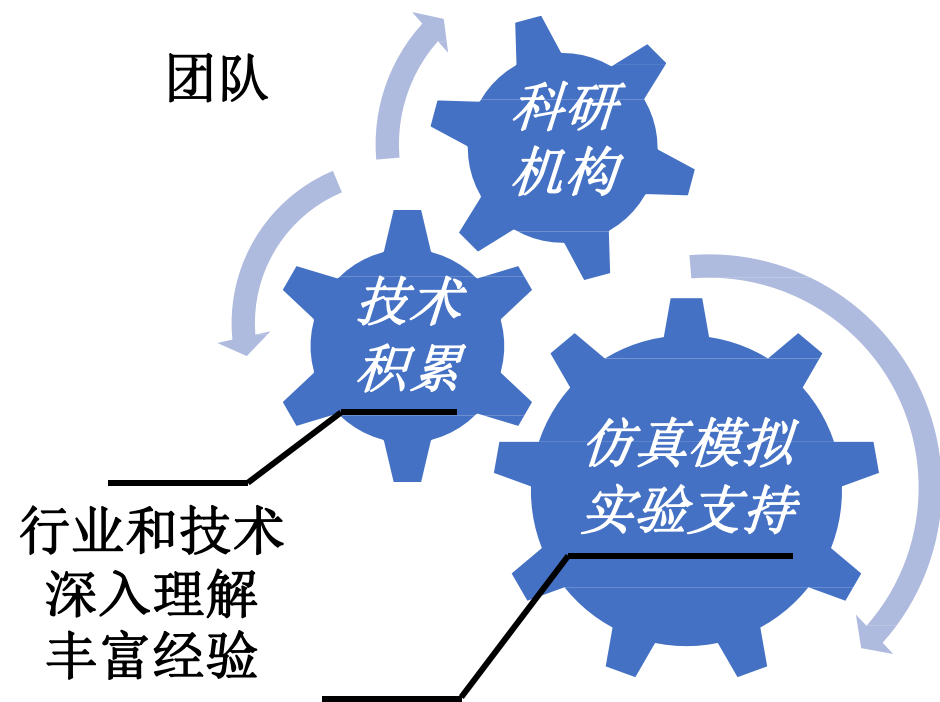 团队
科研
机构
技术
积累
仿真模拟
实验支持
行业和技术
深入理解
丰富经验